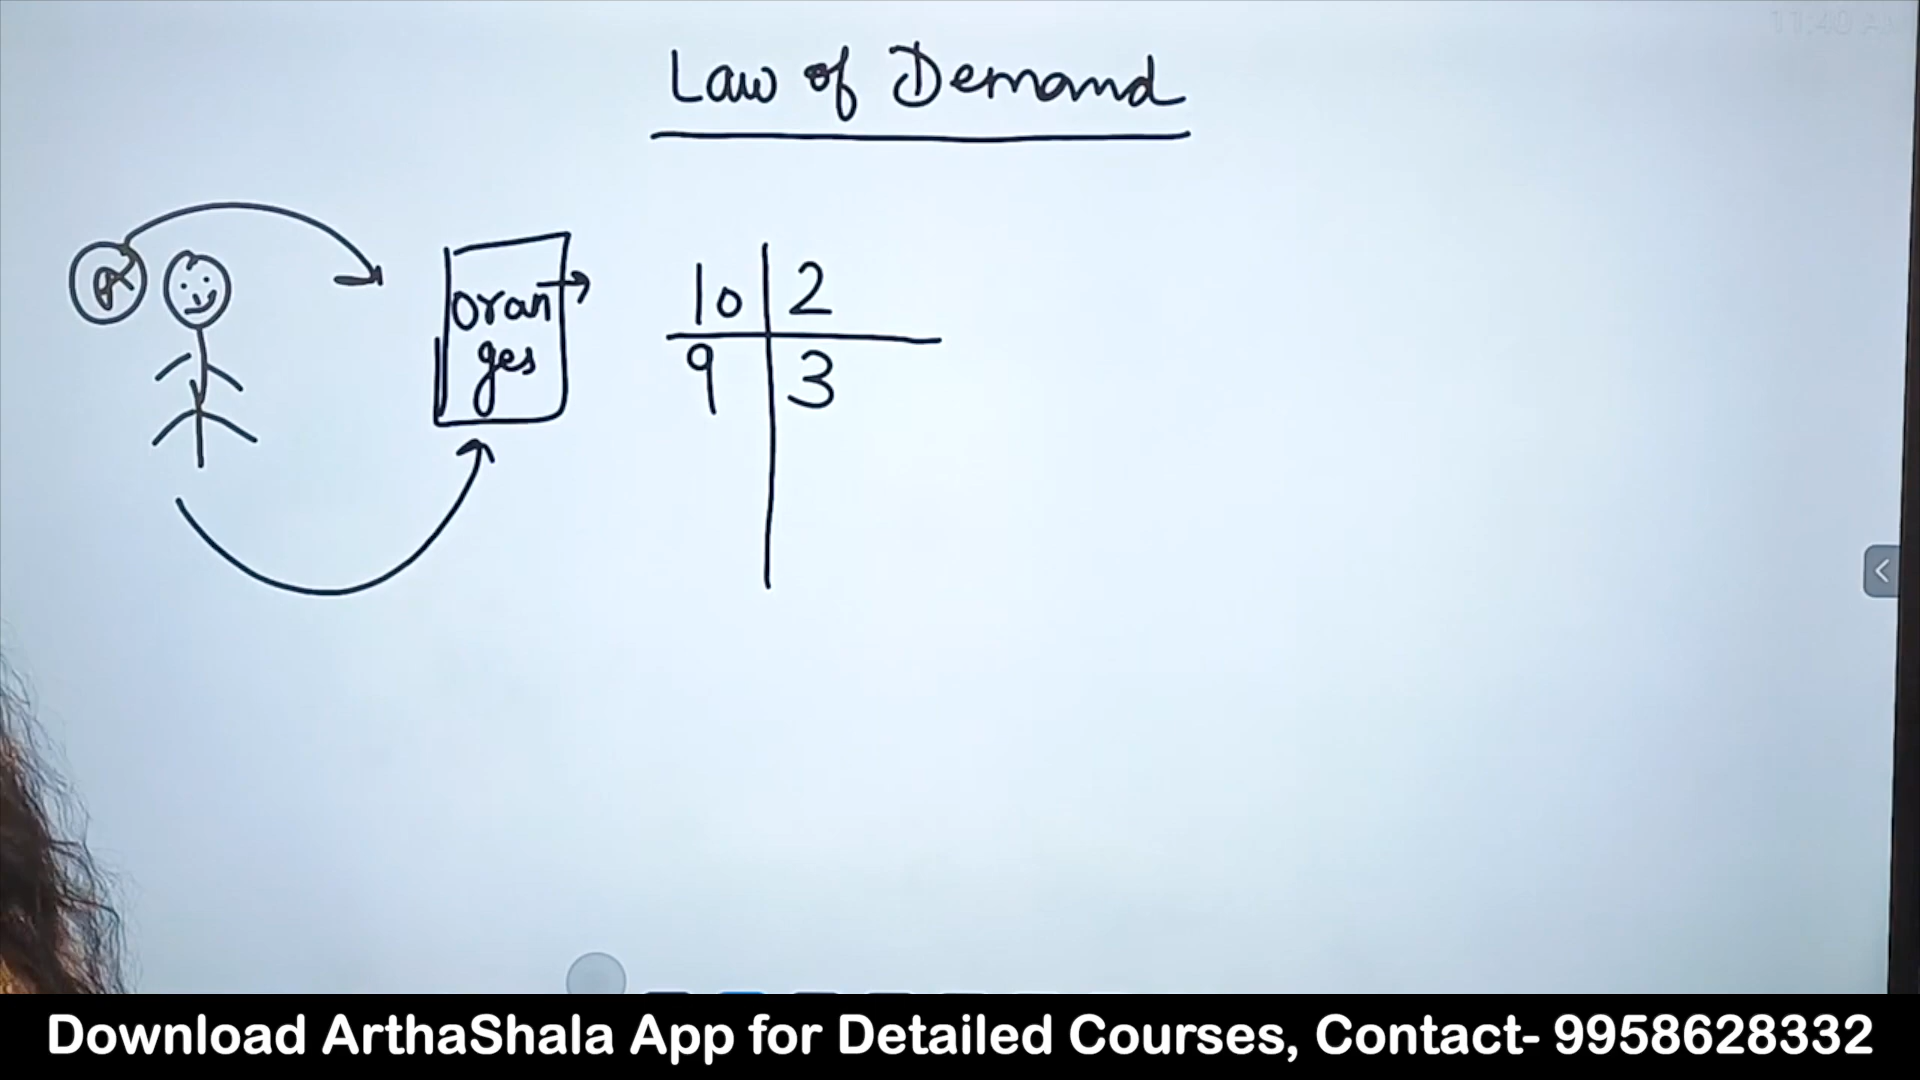 Law of Demand
R
oran
ges
10 2
9 3
Download ArthaShala App for Detailed Courses, Contact- 9958628332